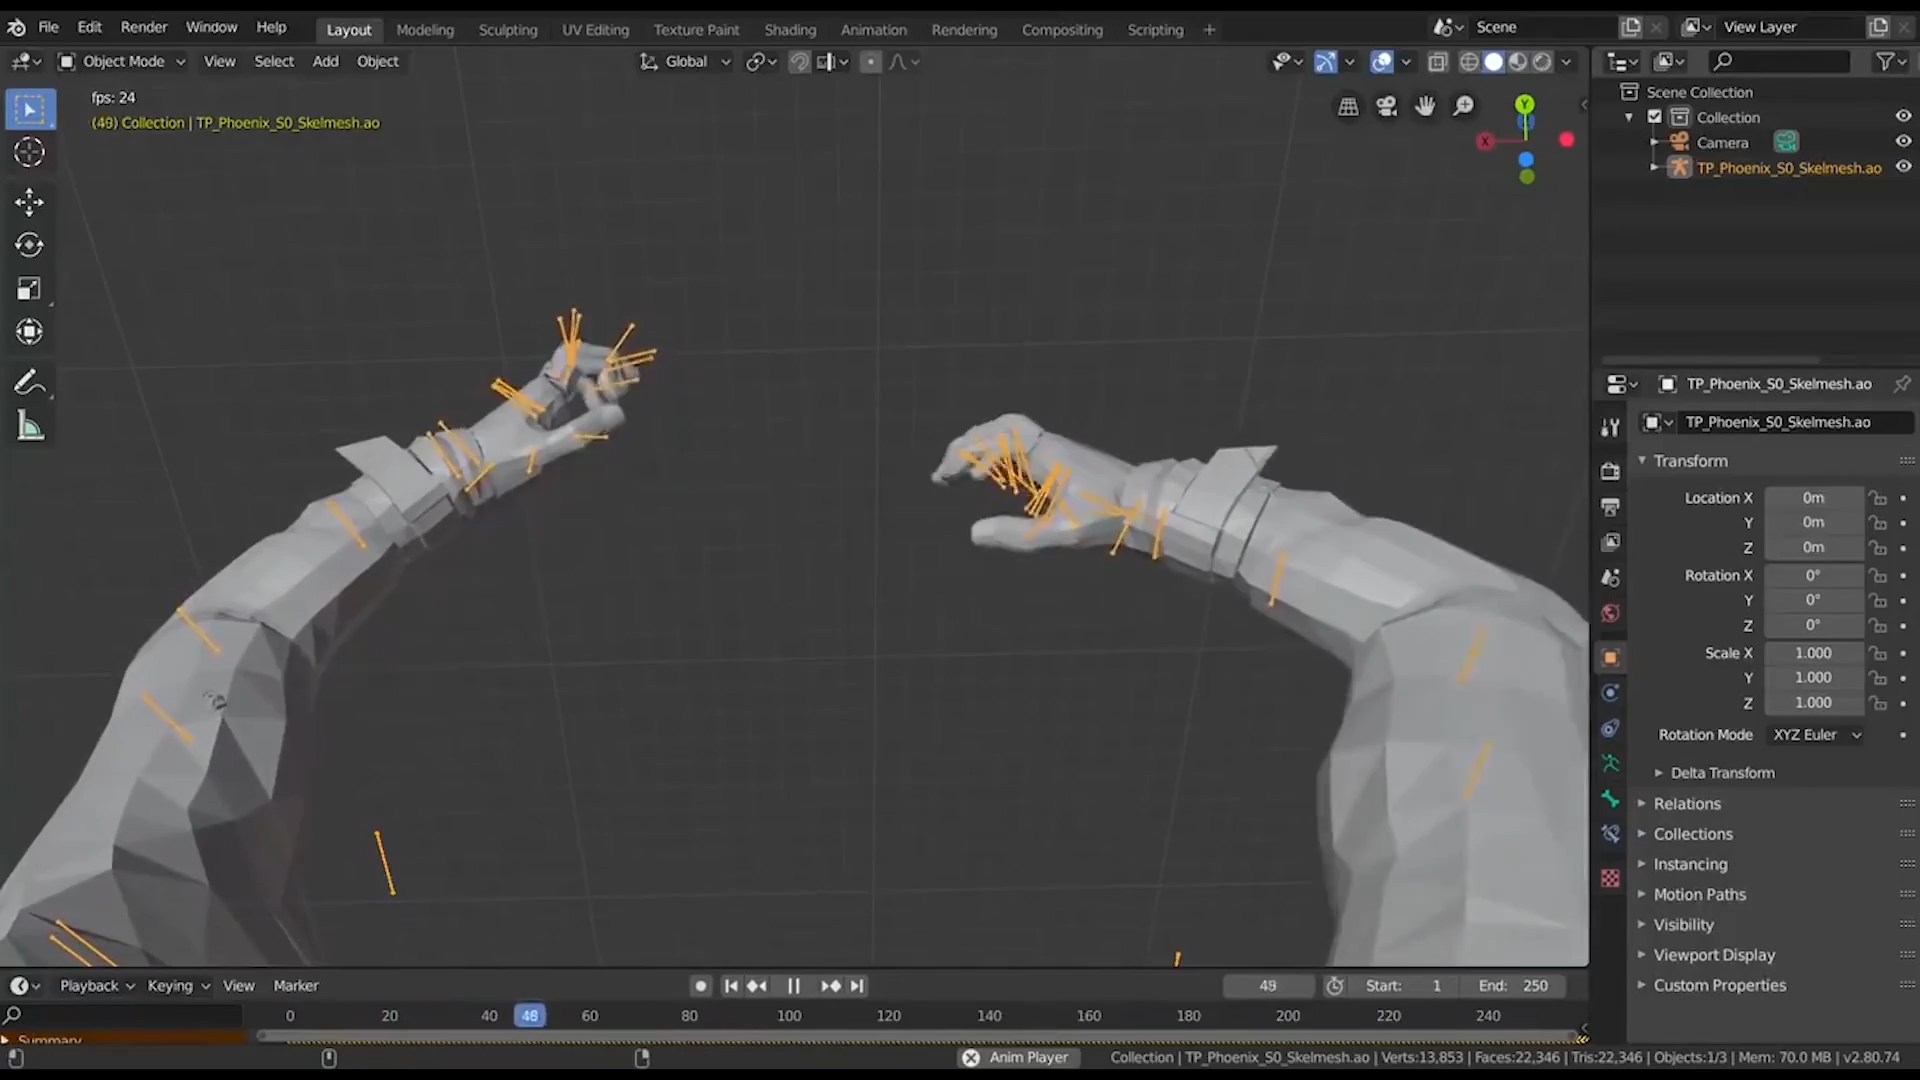 File Edit Render Window Help Layout Modeling Sculpting UV Editing Texture Paint Shading Animation Rendering Compositing Scripting + Scene View Layer
Object Mode View Select Add Object Global
fps: 24
(48) Collection | TP_Phoenix_S0_Skelmesh.ao
Y
X
Scene Collection
Collection
Camera
TP_Phoenix_S0_Skelmesh.ao
TP_Phoenix_S0_Skelmesh.ao
TP_Phoenix_S0_Skelmesh.ao
Transform
Location X 0m
Y 0m
Z 0m
Rotation X 0°
Y 0°
Z 0°
Scale X 1.000
Y 1.000
Z 1.000
Rotation Mode XYZ Euler
Delta Transform
Relations
Collections
Instancing
Motion Paths
Visibility
Viewport Display
Custom Properties
Playback Keying View Marker 48 Start: 1 End: 250
0 20 40 48 60 80 100 120 140 160 180 200 220 240
Summary
Anim Player Collection | TP_Phoenix_S0_Skelmesh.ao | Verts:13,853 | Faces:22,346 | Tris:22,346 | Objects:1/3 | Mem: 70.0 MB | v2.80.74